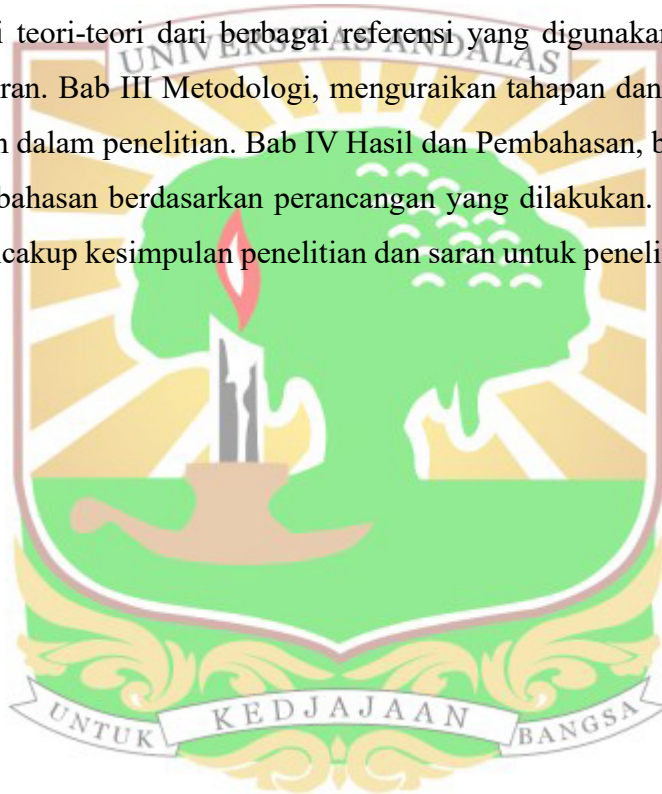 i teori-teori dari berbagai referensi yang digunakan
UNIVERSITAS ANDALAS
ran. Bab III Metodologi, menguraikan tahapan dan
n dalam penelitian. Bab IV Hasil dan Pembahasan, b
bahasan berdasarkan perancangan yang dilakukan.
cakup kesimpulan penelitian dan saran untuk peneli
UNTUK KEDJAJAAN BANGSA